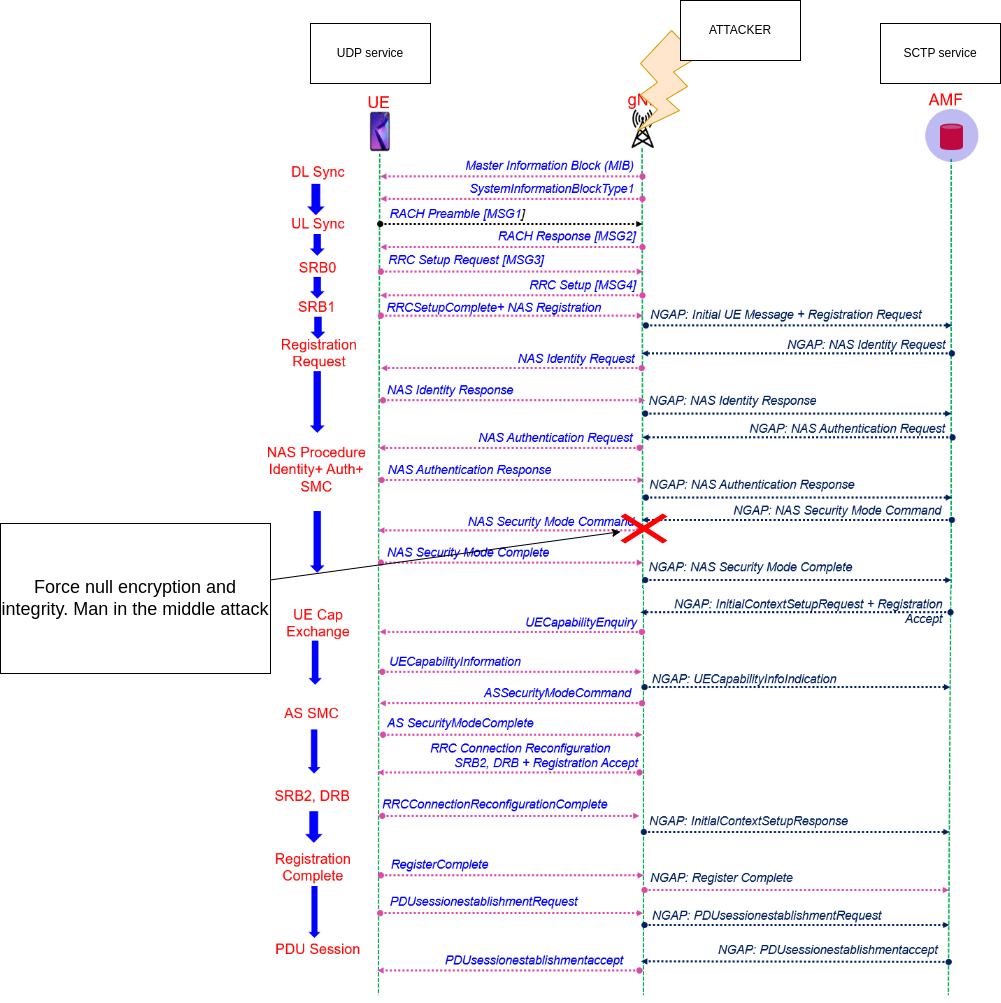 ATTACKER
UDP service
SCTP service
UE
AMF
Master Information Block (MIB)
DL Sync
SystemInformationBlockType1
RACH Preamble [MSG1]
UL Sync
RACH Response [MSG2]
RRC Setup Request [MSG3]
SRB0
RRC Setup [MSG4]
SRB1
RRCSetupComplete+ NAS Registration
NGAP: Initial UE Message + Registration Request
Registration
Request
NGAP: NAS Identity Request
NAS Identity Request
NAS Identity Response
NGAP: NAS Identity Response
NGAP: NAS Authentication Request
NAS Authentication Request
NAS Procedure
Identity+ Auth+
SMC
NAS Authentication Response
NGAP: NAS Authentication Response
NGAP: NAS Security Mode Command
NAS Security Mode Command
NAS Security Mode Complete
NGAP: NAS Security Mode Complete
Force null encryption and
integrity. Man in the middle attack
NGAP: InitialContextSetupRequest + Registration
Accept
UE Cap
Exchange
UECapabilityEnquiry
UECapabilityInformation
NGAP: UECapabilityInfoIndication
ASSecurityModeCommand
AS SMC
AS SecurityModeComplete
RRC Connection Reconfiguration
SRB2, DRB + Registration Accept
SRB2, DRB
RRCConnectionReconfigurationComplete
NGAP: InitialContextSetupResponse
Registration
Complete
RegisterComplete
NGAP: Register Complete
PDUsessionestablishmentRequest
NGAP: PDUsessionestablishmentRequest
PDU Session
NGAP: PDUsessionestablishmentaccept
PDUsessionestablishmentaccept